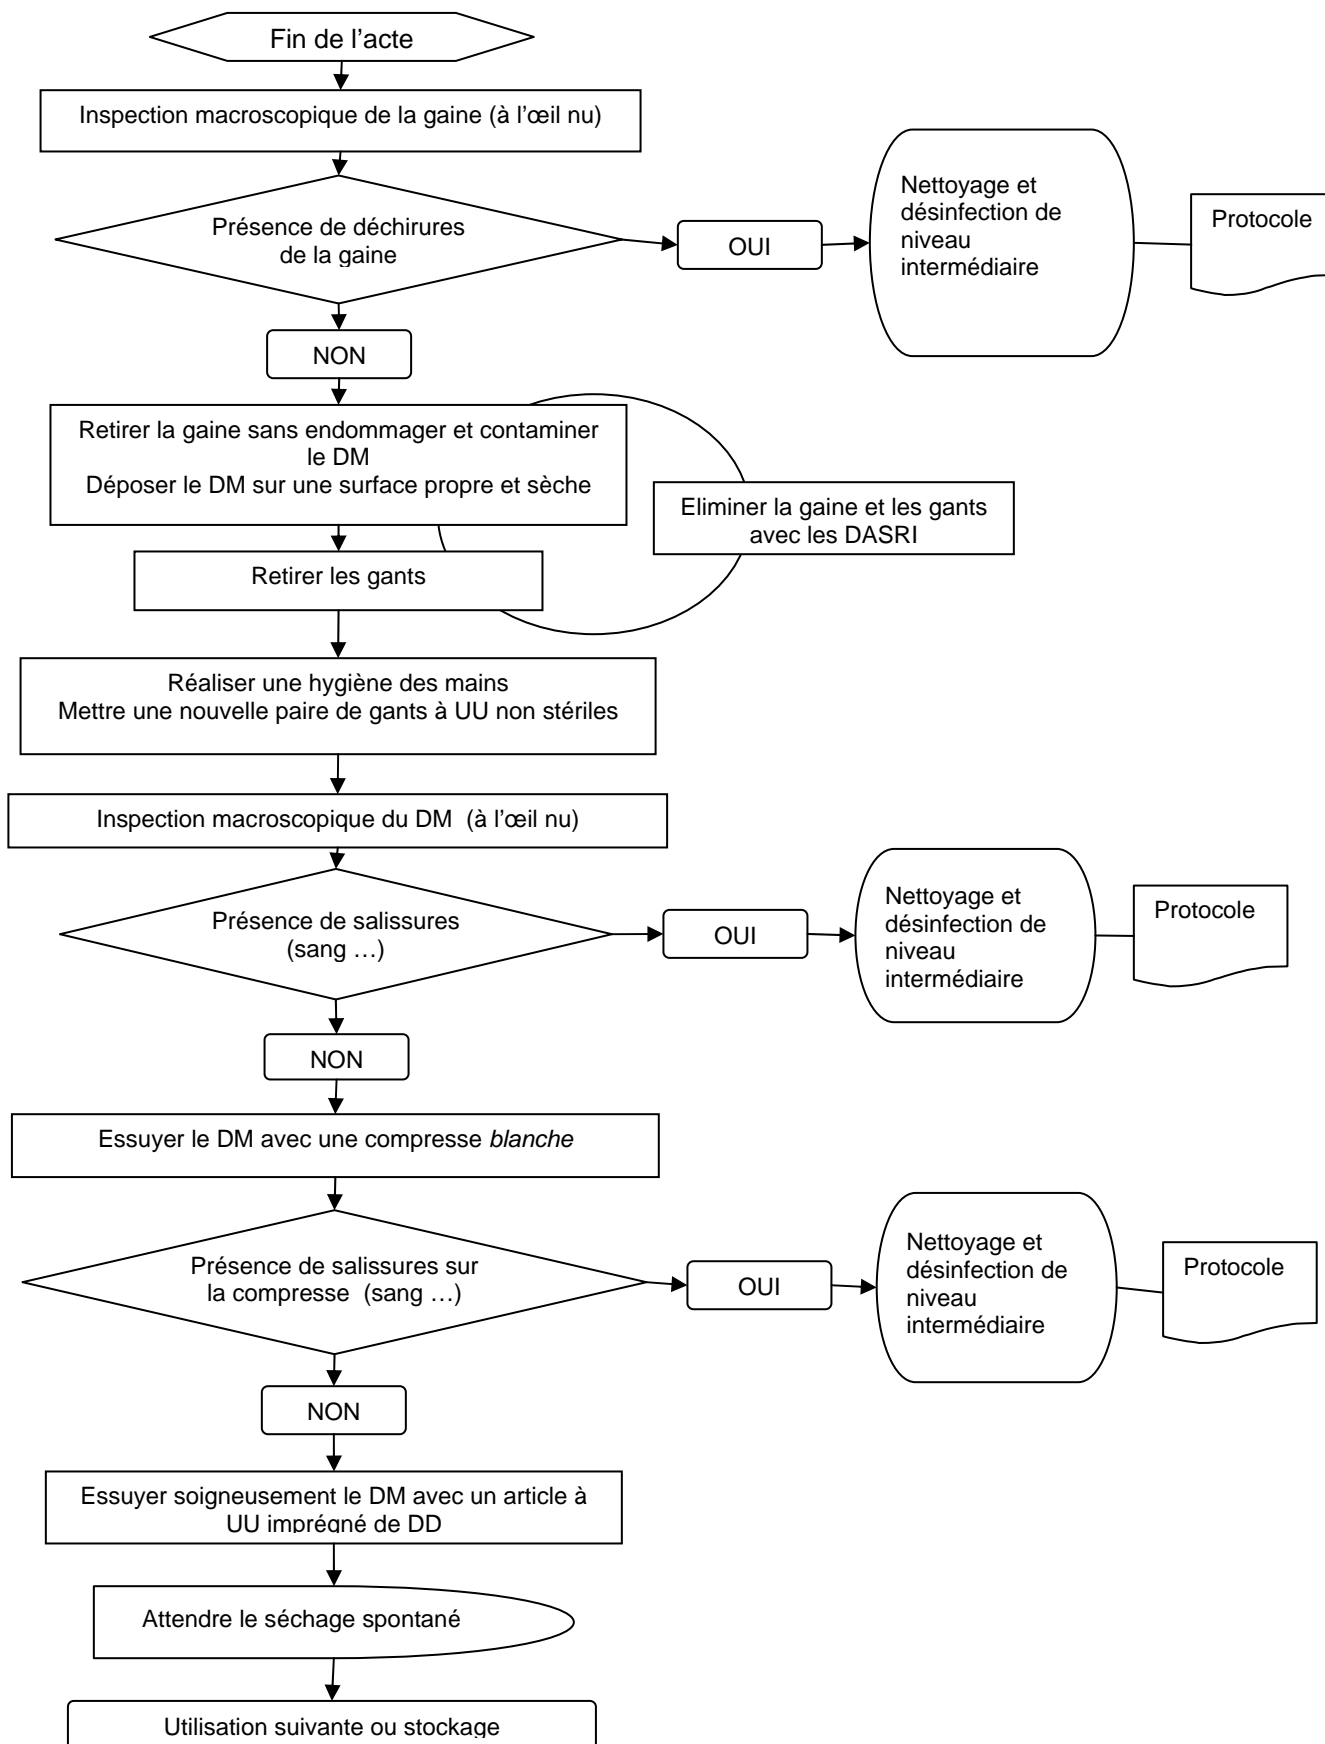 Fin de l’acte
Inspection macroscopique de la gaine (à l’œil nu)
Présence de déchirures
de la gaine
OUI
Nettoyage et
désinfection de
niveau
intermédiaire
Protocole
NON
Retirer la gaine sans endommager et contaminer
le DM
Déposer le DM sur une surface propre et sèche
Eliminer la gaine et les gants
avec les DASRI
Retirer les gants
Réaliser une hygiène des mains
Mettre une nouvelle paire de gants à UU non stériles
Inspection macroscopique du DM (à l’œil nu)
Présence de salissures
(sang …)
OUI
Nettoyage et
désinfection de
niveau
intermédiaire
Protocole
NON
Essuyer le DM avec une compresse blanche
Présence de salissures sur
la compresse (sang …)
OUI
Nettoyage et
désinfection de
niveau
intermédiaire
Protocole
NON
Essuyer soigneusement le DM avec un article à
UU imprégné de DD
Attendre le séchage spontané
Utilisation suivante ou stockage